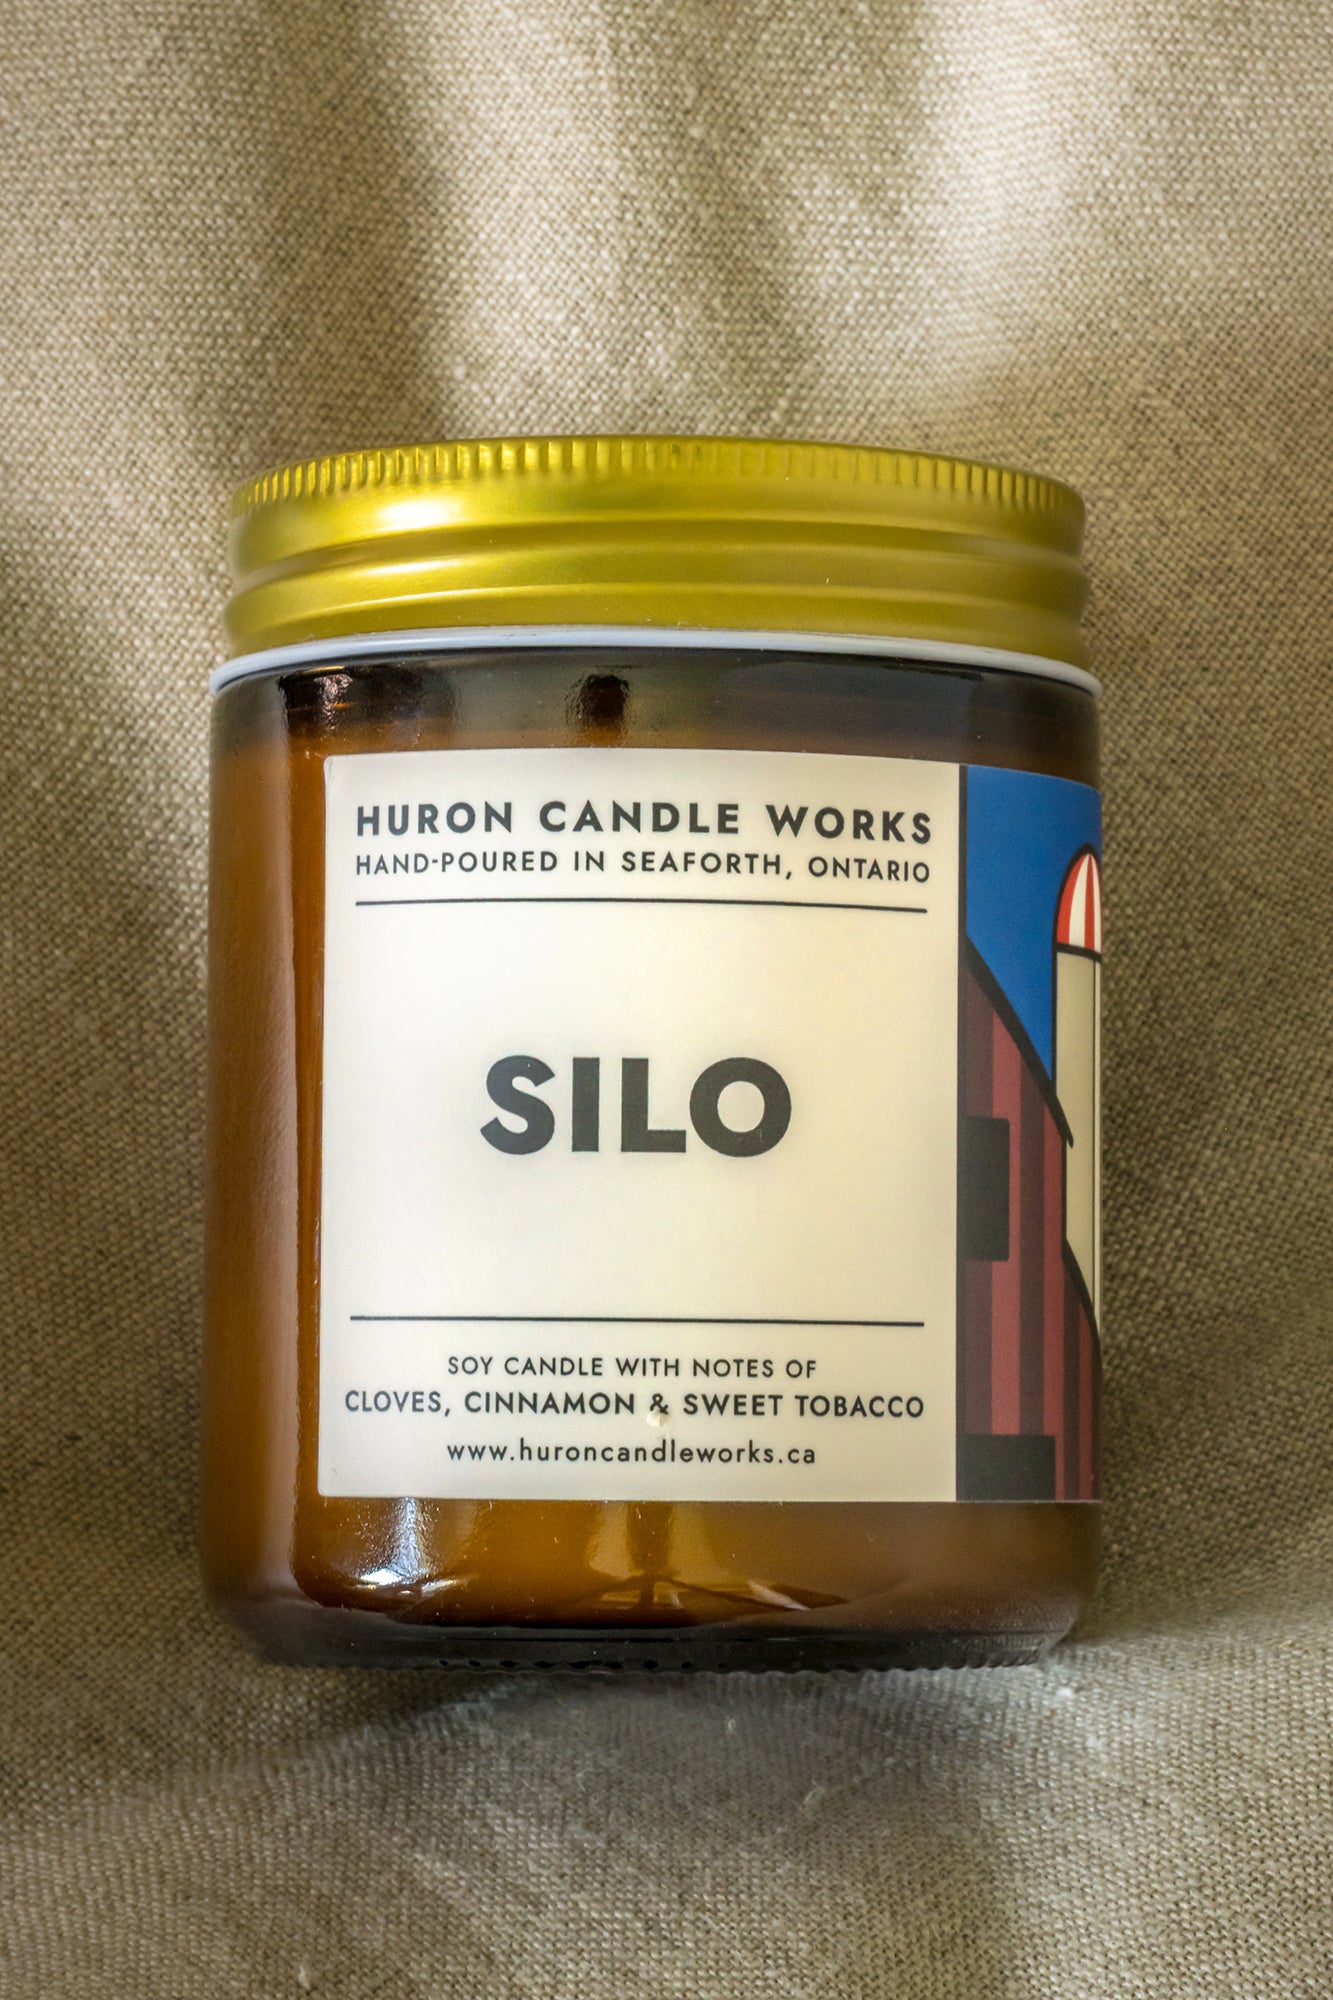 HURON CANDLE WORKS
HAND-POURED IN SEAFORTH, ONTARIO
SILO
SOY CANDLE WITH NOTES OF
CLOVES, CINNAMON & SWEET TOBACCO
www.huroncandleworks.ca